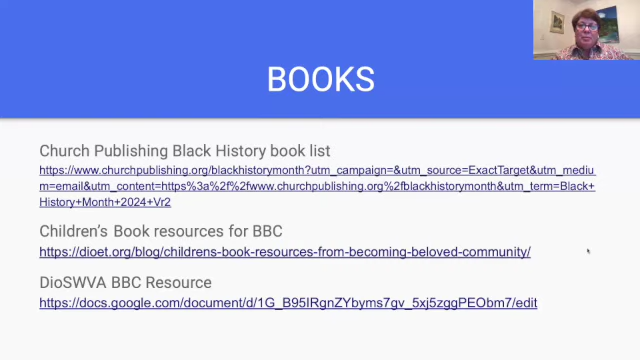 BOOKS
Church Publishing Black History book list
https://www.churchpublishing.org/blackhistorymonth?utm_campaign=&utm_source=ExactTarget&utm_mediu
m=email&utm_content=https%3a%2f%2fwww.churchpublishing.org%2fblackhistorymonth&utm_term=Black+
History+Month+2024+Vr2
Children's Book resources for BBC
https://dioet.org/blog/childrens-book-resources-from-becoming-beloved-community/
DioSWVA BBC Resource
https://docs.google.com/document/d/1G_B95IRgnZYbyms7gv_5xj5zggPEObm7/edit